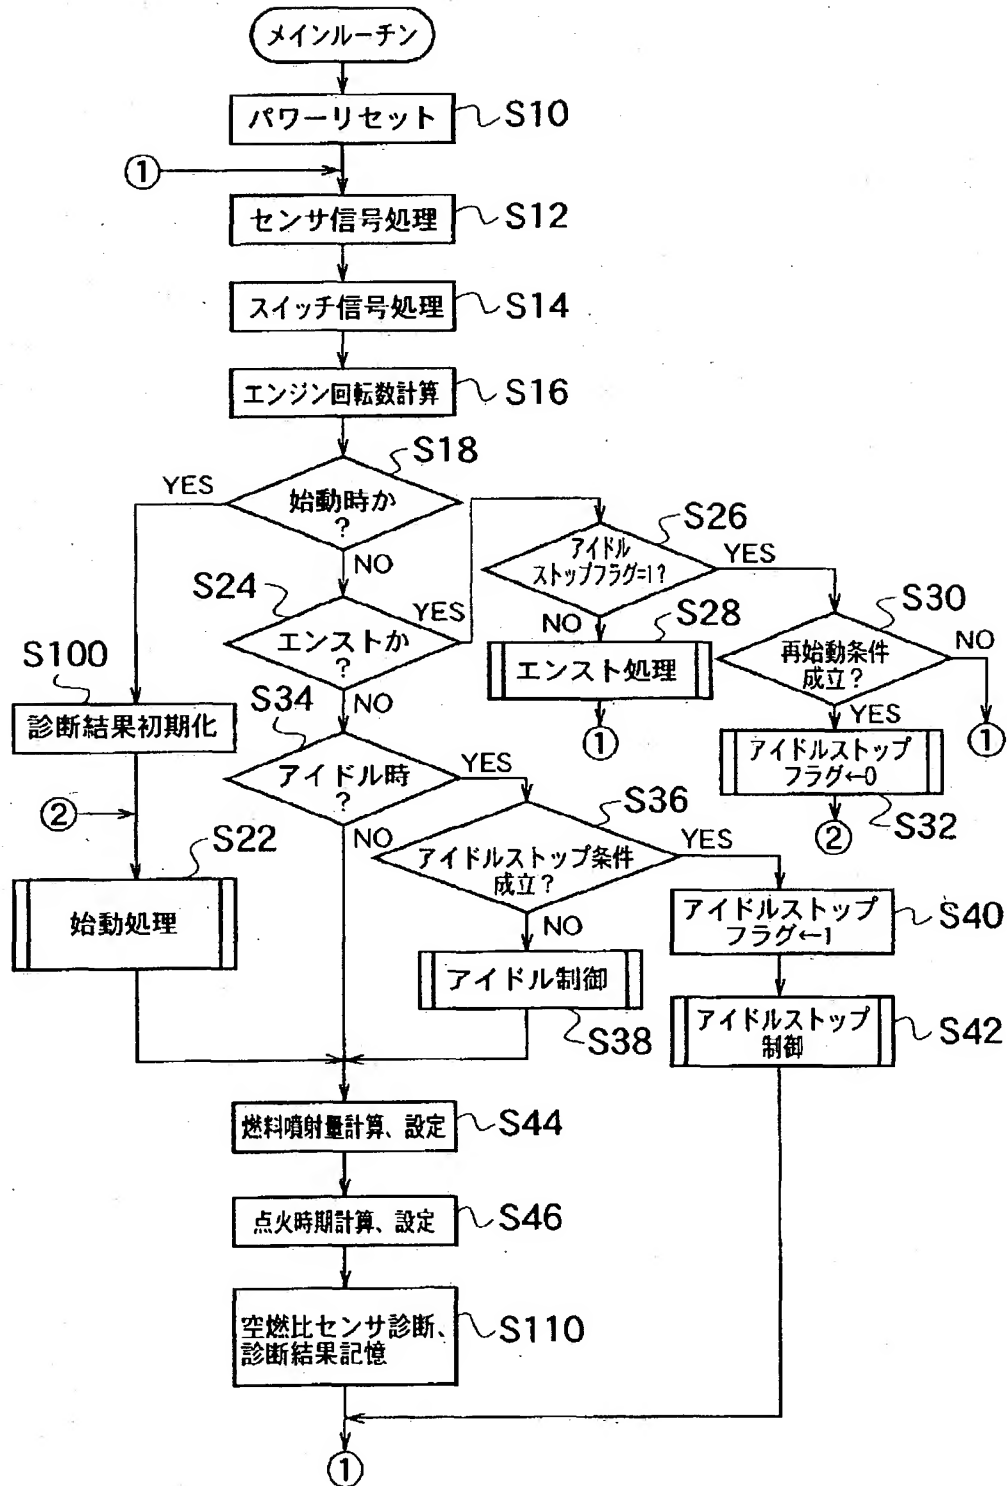 メインルーチン
パワーリセット
S10
①
センサ信号処理
S12
スイッチ信号処理
S14
エンジン回転数計算
S16
S18
YES
始動時か
?
NO
S26
アイドル
ストップフラグ=1?
YES
S24
YES
エンストか
?
NO
NO
S28
エンスト処理
①
S30
再始動条件
成立?
NO
①
YES
アイドルストップ
フラグ←0
S32
②
S100
診断結果初期化
②
S22
始動処理
S34
アイドル時
?
YES
NO
S36
アイドルストップ条件
成立?
YES
NO
アイドル制御
S38
アイドルストップ
フラグ←1
S40
アイドルストップ
制御
S42
燃料噴射量計算、設定
S44
点火時期計算、設定
S46
空燃比センサ診断、
診断結果記憶
S110
①